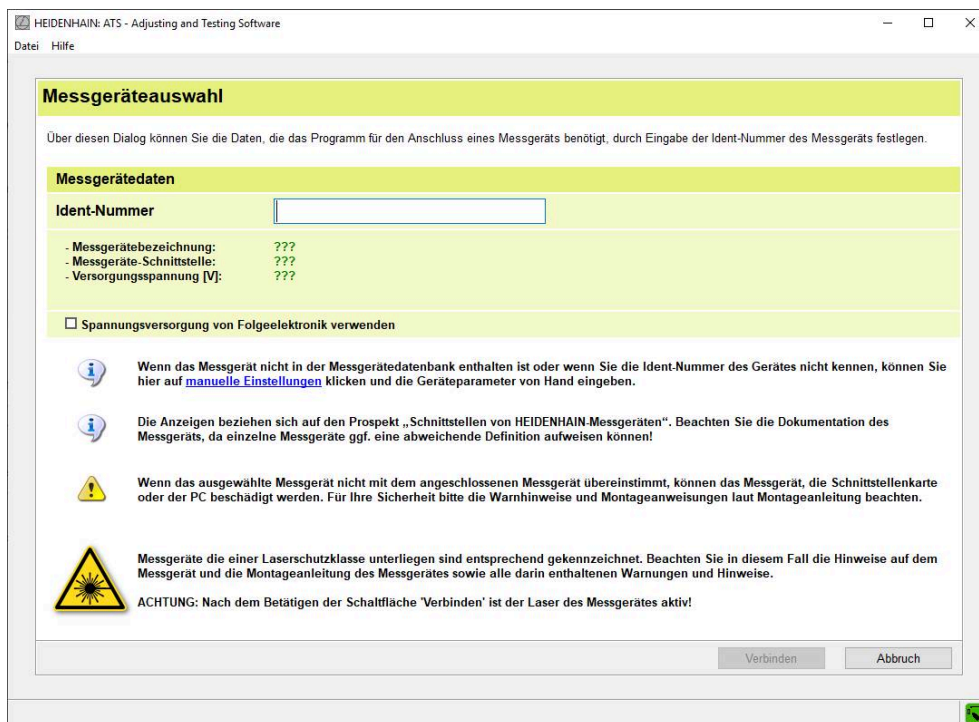 HEIDENHAIN: ATS - Adjusting and Testing Software
Datei Hilfe
Messgeräteauswahl
Über diesen Dialog können Sie die Daten, die das Programm für den Anschluss eines Messgeräts benötigt, durch Eingabe der Ident-Nummer des Messgeräts festlegen.
Messgerätedaten
Ident-Nummer
- Messgerätebezeichnung: ???
- Messgeräte-Schnittstelle: ???
- Versorgungsspannung [V]: ???
Spannungsversorgung von Folgeelektronik verwenden
Wenn das Messgerät nicht in der Messgerätedatenbank enthalten ist oder wenn Sie die Ident-Nummer des Gerätes nicht kennen, können Sie
hier auf manuelle Einstellungen klicken und die Geräteparameter von Hand eingeben.
Die Anzeigen beziehen sich auf den Prospekt „Schnittstellen von HEIDENHAIN-Messgeräten“. Beachten Sie die Dokumentation des
Messgeräts, da einzelne Messgeräte ggf. eine abweichende Definition aufweisen können!
Wenn das ausgewählte Messgerät nicht mit dem angeschlossenen Messgerät übereinstimmt, können das Messgerät, die Schnittstellenkarte
oder der PC beschädigt werden. Für Ihre Sicherheit bitte die Warnhinweise und Montageanweisungen laut Montageanleitung beachten.
Messgeräte die einer Laserschutzklasse unterliegen sind entsprechend gekennzeichnet. Beachten Sie in diesem Fall die Hinweise auf dem
Messgerät und die Montageanleitung des Messgerätes sowie alle darin enthaltenen Warnungen und Hinweise.
ACHTUNG: Nach dem Betätigen der Schaltfläche 'Verbinden' ist der Laser des Messgerätes aktiv!
Verbinden Abbruch